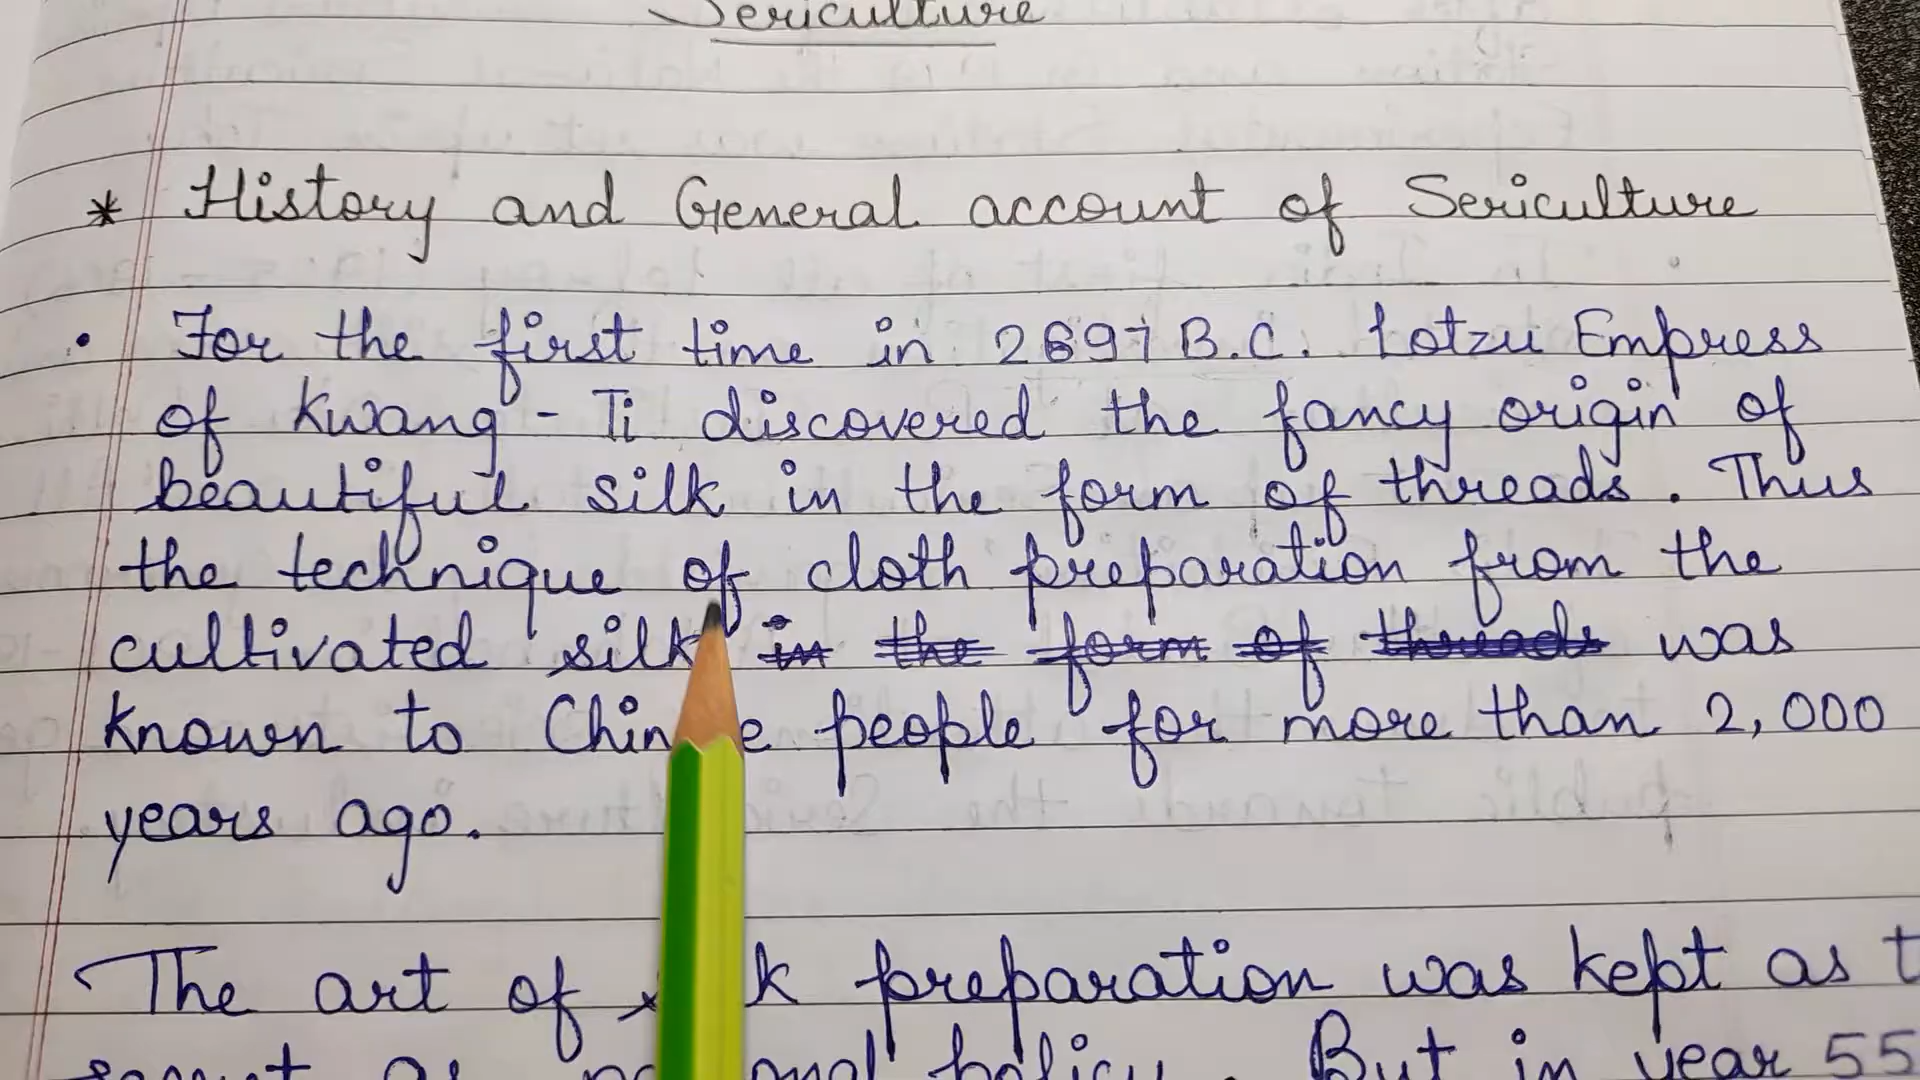 Sericulture
* History and General account of Sericulture
• For the first time in 2697 B.C. Lotzu Empress
of Kwang-Ti discovered the fancy origin of
beautiful silk in the form of threads. Thus
the technique of cloth preparation from the
cultivated silk in the form of threads was
known to Chin e people for more than 2,000
years ago.
The art of k preparation was kept as t
secret as policy. But in year 55